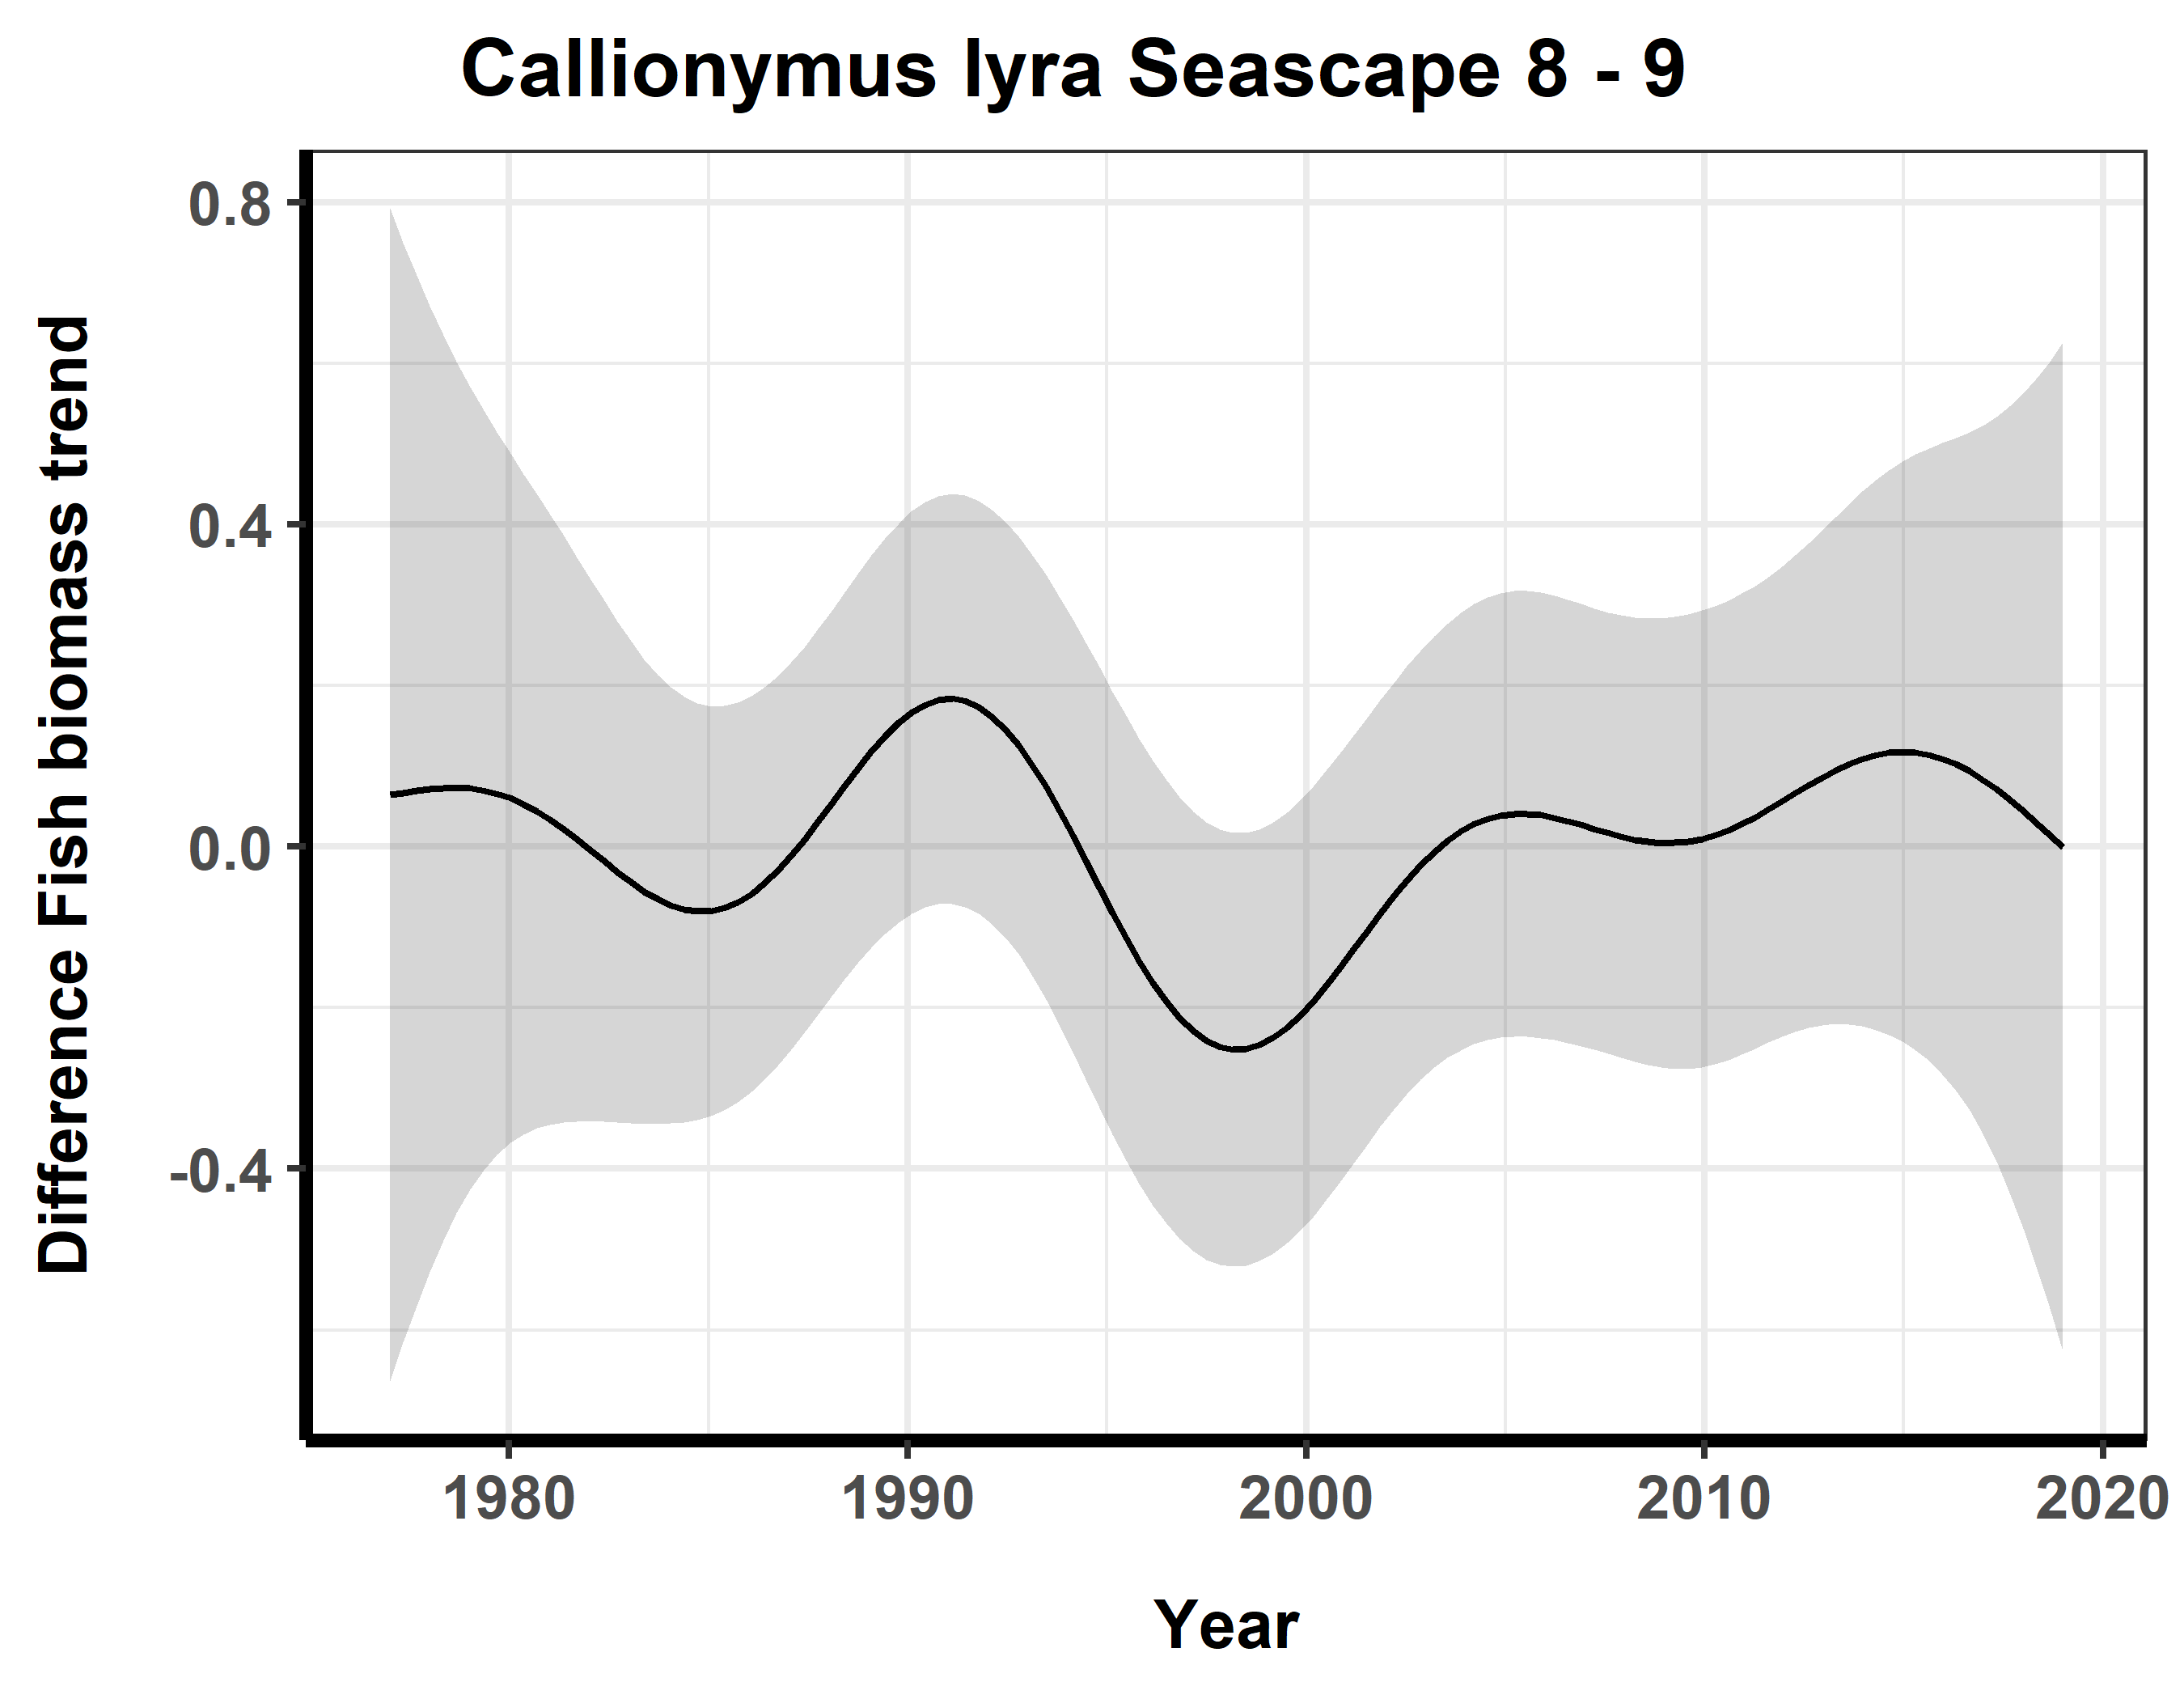 Callionymus lyra Seascape 8 - 9
Difference Fish biomass trend
0.8
0.4
0.0
-0.4
1980 1990 2000 2010 2020
Year